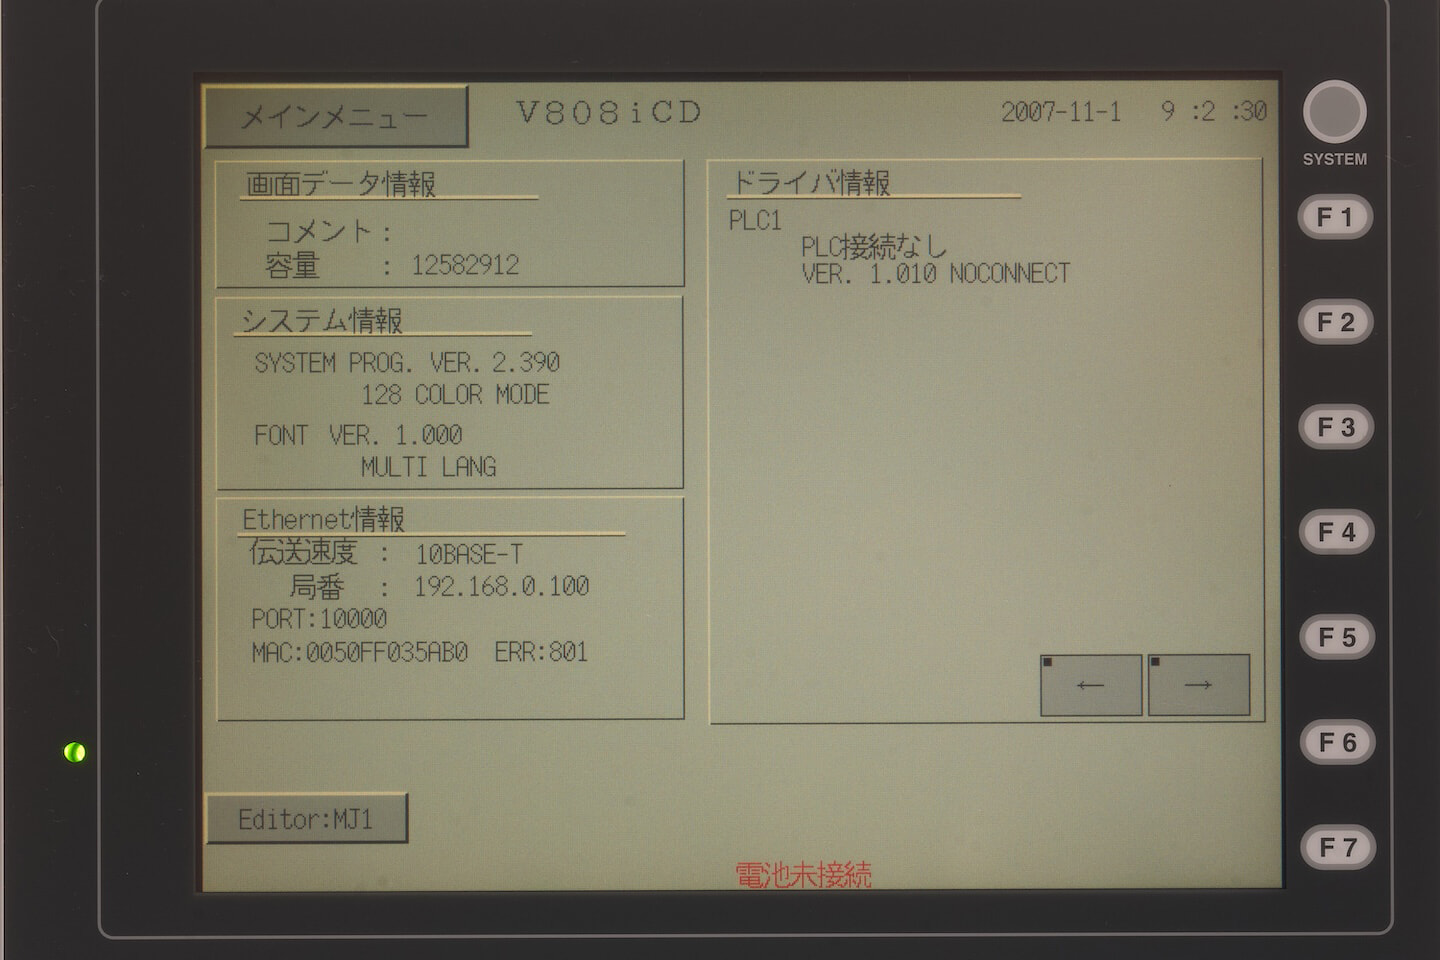 メインメニュー
V808iCD
2007-11-1 9 :2 :30
画面データ情報
コメント :
容量 : 12582912
システム情報
SYSTEM PROG. VER. 2.390
128 COLOR MODE
FONT VER. 1.000
MULTI LANG
Ethernet情報
伝送速度 : 10BASE-T
局番 : 192.168.0.100
PORT:10000
MAC:0050FF035AB0 ERR:801
ドライバ情報
PLC1
PLC接続なし
VER. 1.010 NOCONNECT
←
→
Editor:MJ1
電池未接続
SYSTEM
F1
F2
F3
F4
F5
F6
F7